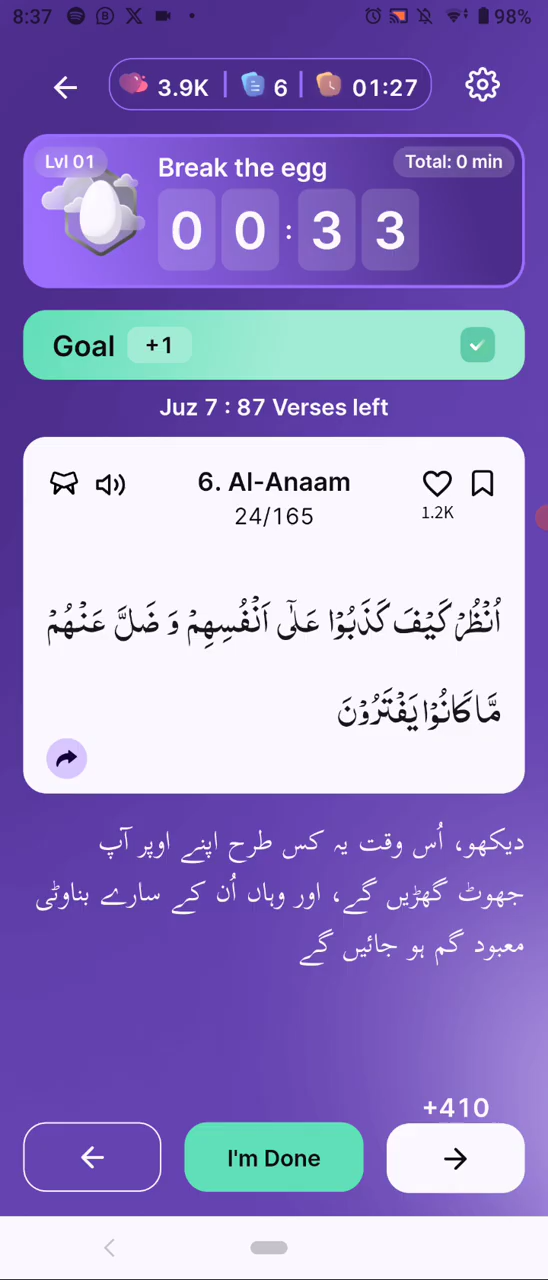 8:37
98%
3.9K
6
01:27
Lvl 01
Break the egg
Total: 0 min
0 0 : 3 3
Goal +1
Juz 7 : 87 Verses left
6. Al-Anaam
24/165
1.2K
اُنْظُرْ كَيْفَ كَذَبُوْا عَلٰٓى اَنْفُسِهِمْ وَ ضَلَّ عَنْهُمْ
مَّا كَانُوْا يَفْتَرُوْنَ
دیکھو، اُس وقت یہ کس طرح اپنے اوپر آپ
جھوٹ گھڑیں گے، اور وہاں اُن کے سارے بناوٹی
معبود گم ہو جائیں گے
+410
I'm Done